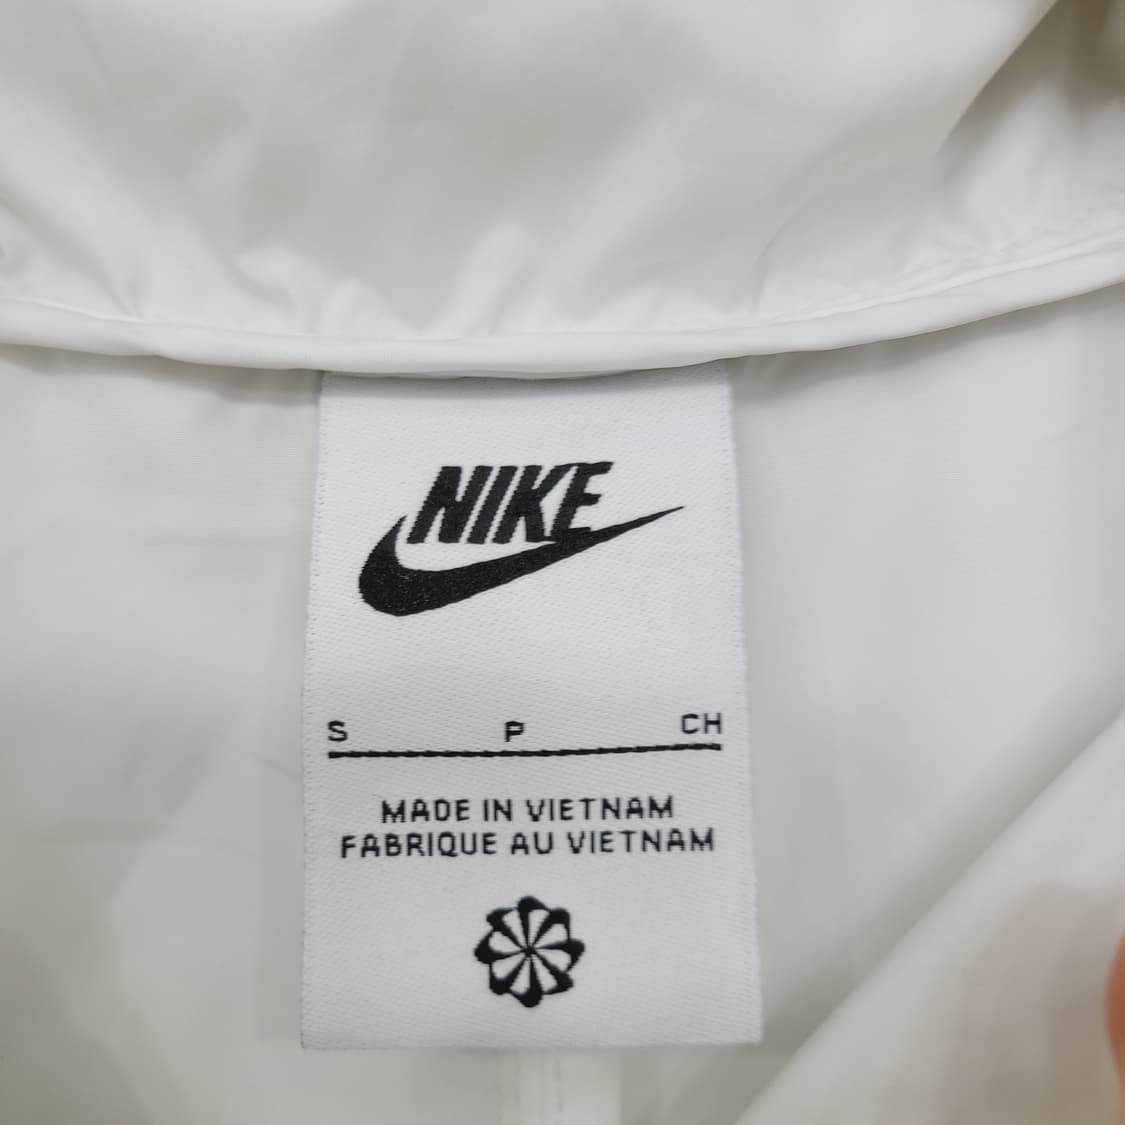 NIKE
S P CH
MADE IN VIETNAM
FABRIQUE AU VIETNAM